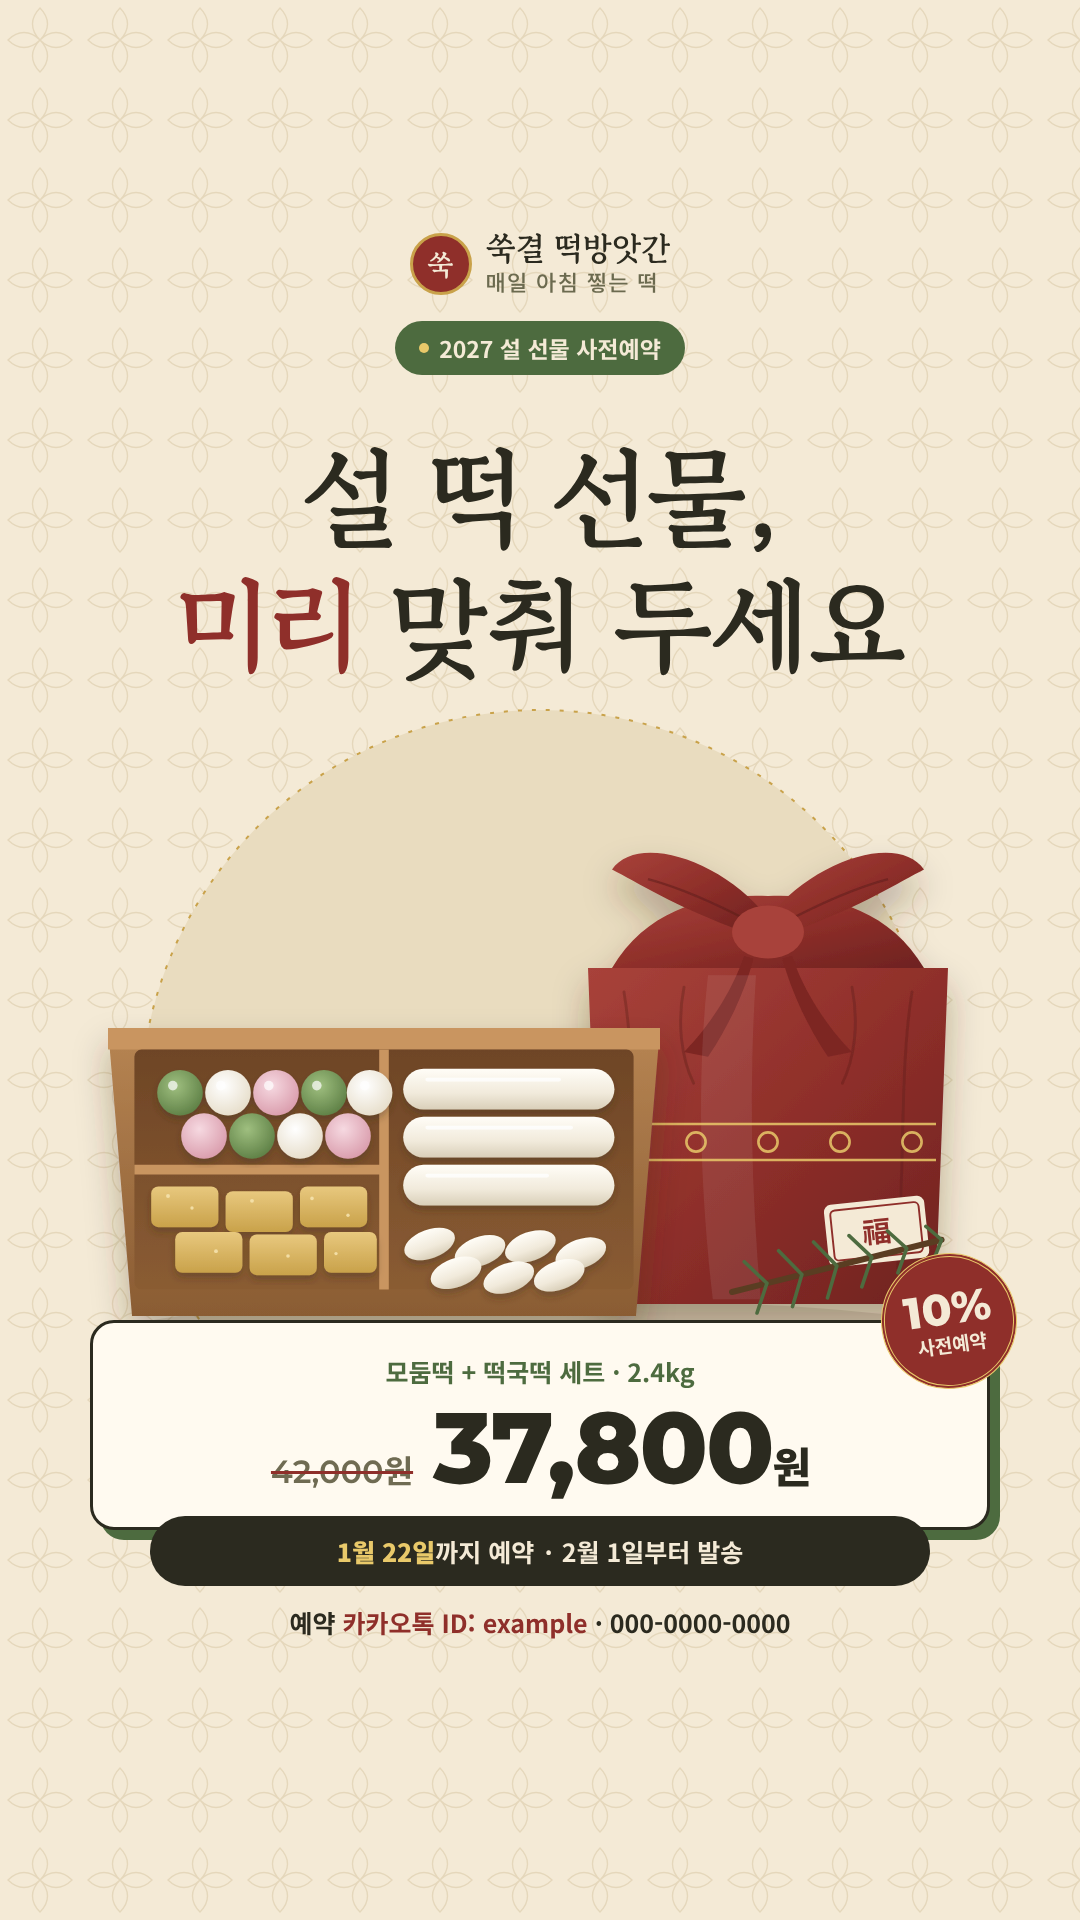 쑥
쑥결 떡방앗간
매일 아침 찧는 떡
2027 설 선물 사전예약
설 떡 선물,
미리 맞춰 두세요
福
10%
사전예약
모둠떡 + 떡국떡 세트 · 2.4kg
42,000원 37,800원
1월 22일까지 예약 · 2월 1일부터 발송
예약 카카오톡 ID: example · 000-0000-0000